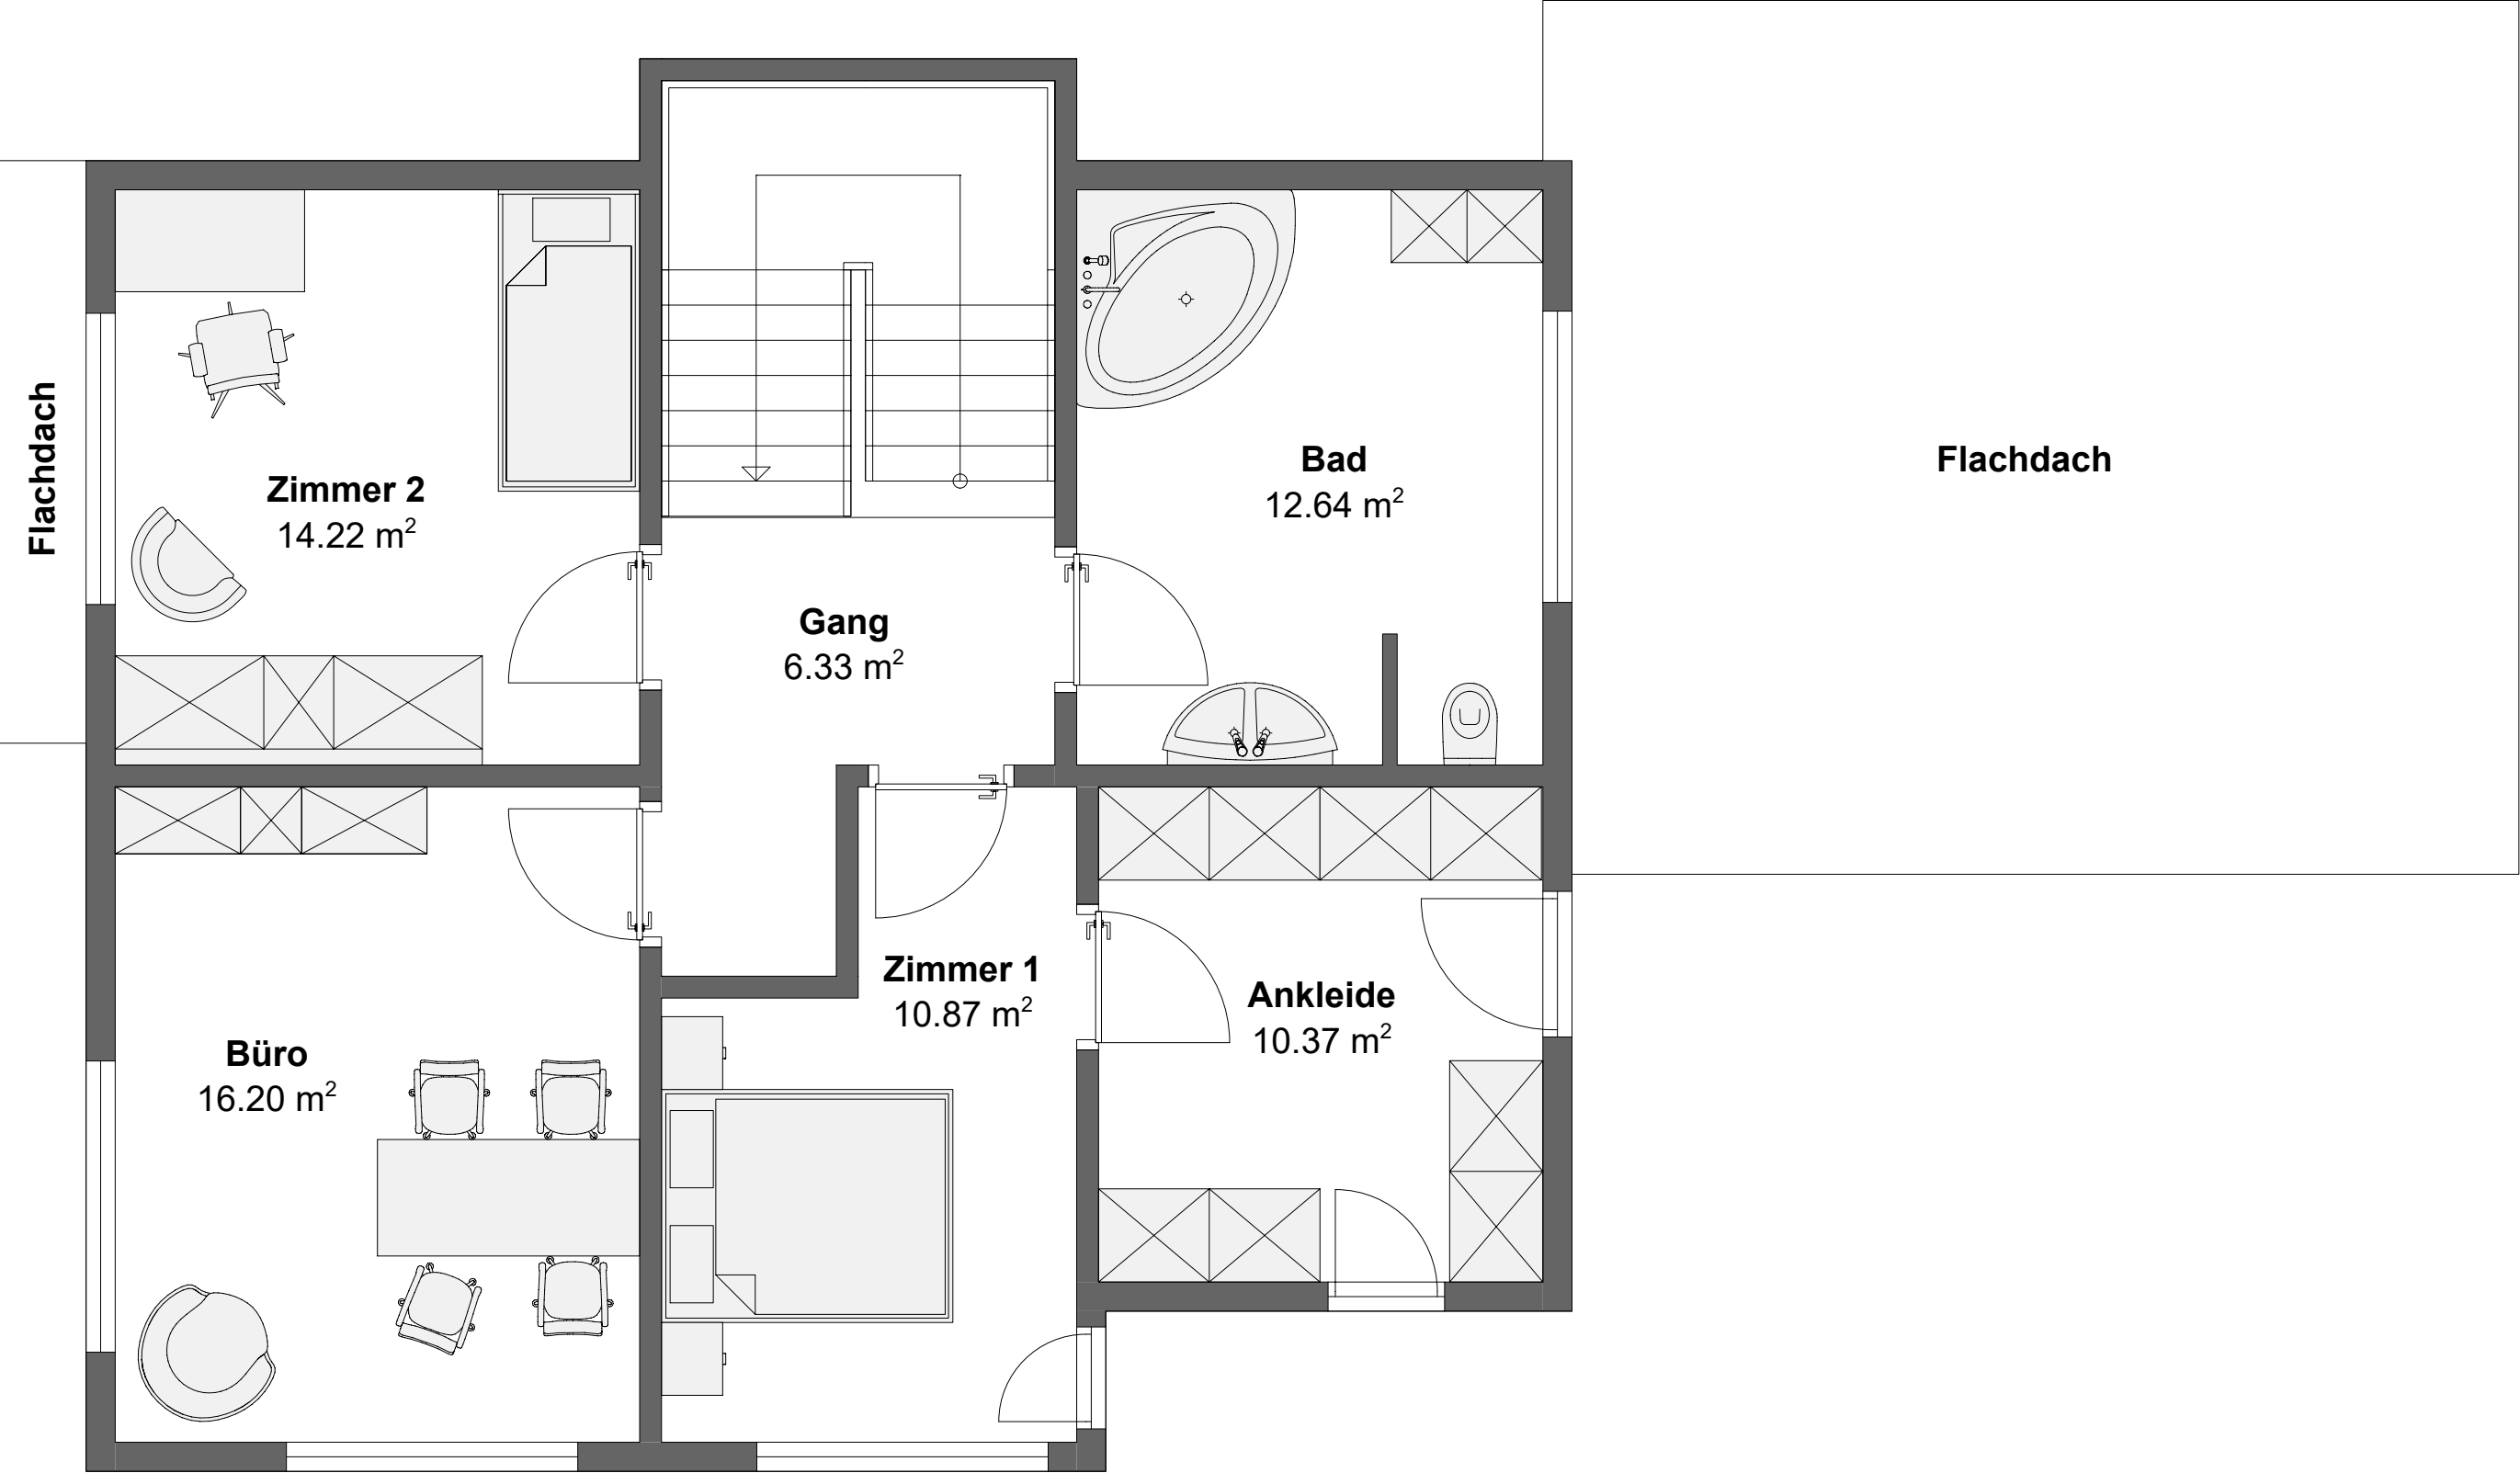 Flachdach
Zimmer 2
14.22 m²
Bad
12.64 m²
Flachdach
Gang
6.33 m²
Zimmer 1
10.87 m²
Ankleide
10.37 m²
Büro
16.20 m²